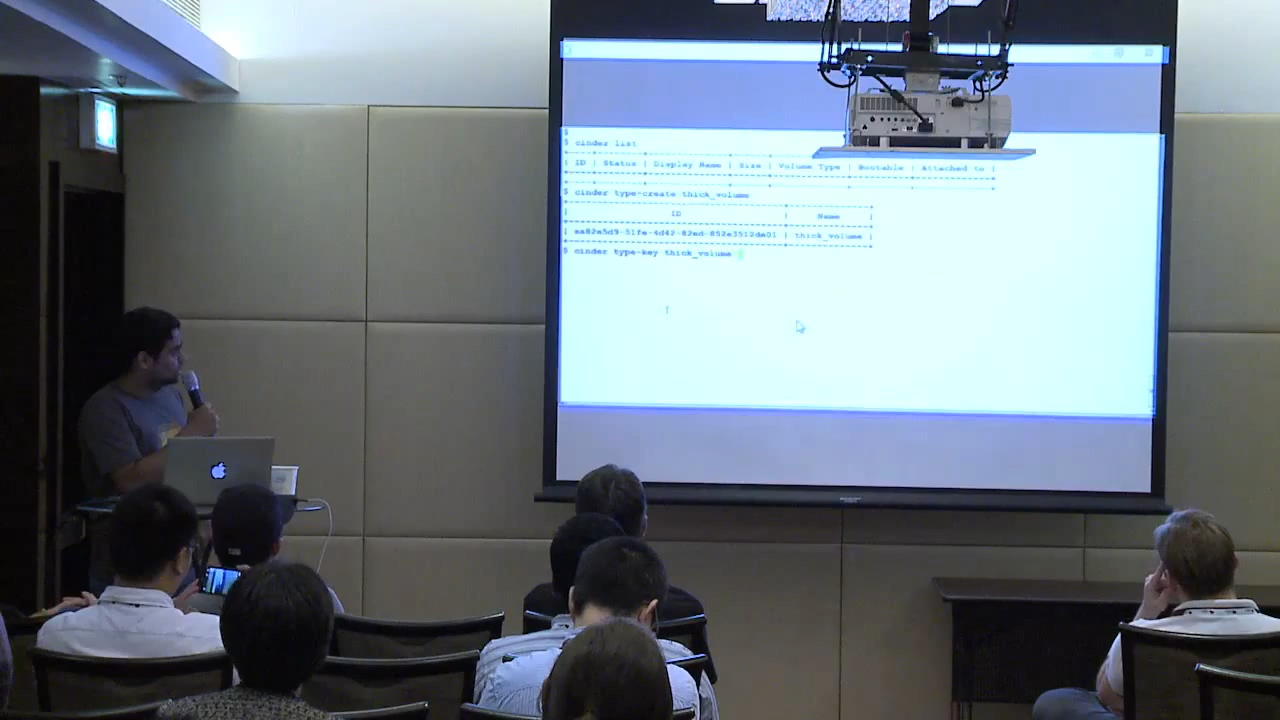 $
$ cinder list
| ID | Status | Display Name | Size | Volume Type | Bootable | Attached to |
$ cinder type-create thick_volume
| ID | Name |
| thick_volume |
$ cinder type-key thick_volume